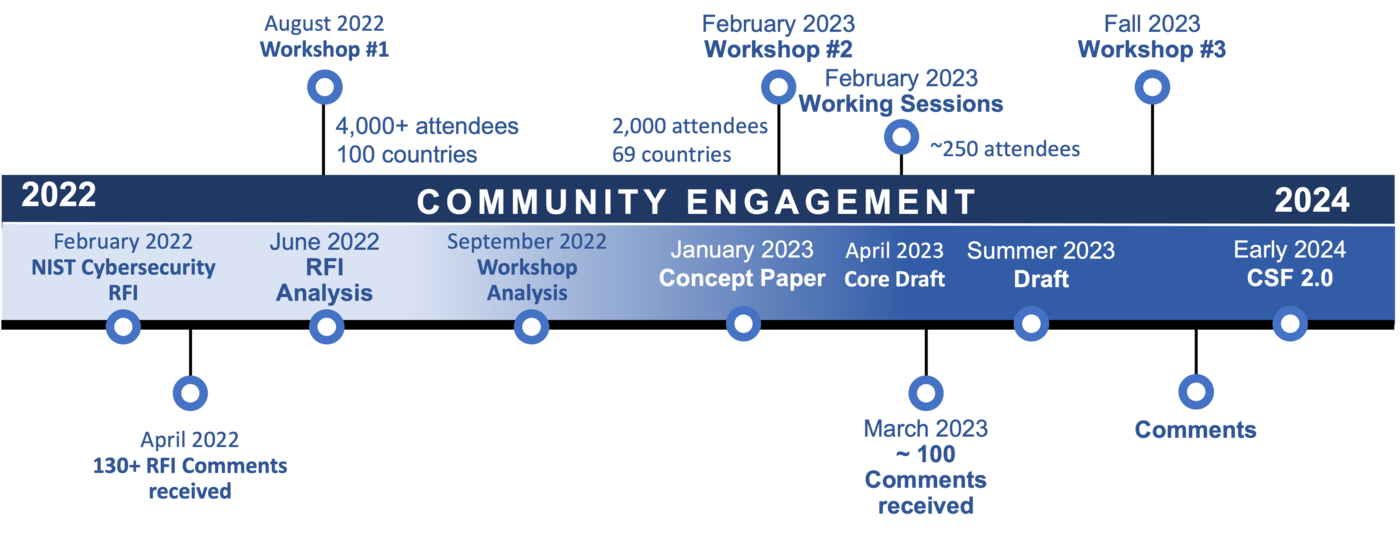 August 2022
Workshop #1
4,000+ attendees
100 countries
February 2023
Workshop #2
2,000 attendees
69 countries
February 2023
Working Sessions
~250 attendees
Fall 2023
Workshop #3
2022
COMMUNITY ENGAGEMENT
2024
February 2022
NIST Cybersecurity
RFI
June 2022
RFI
Analysis
September 2022
Workshop
Analysis
January 2023
Concept Paper
April 2023
Core Draft
Summer 2023
Draft
Early 2024
CSF 2.0
April 2022
130+ RFI Comments
received
March 2023
~ 100
Comments
received
Comments